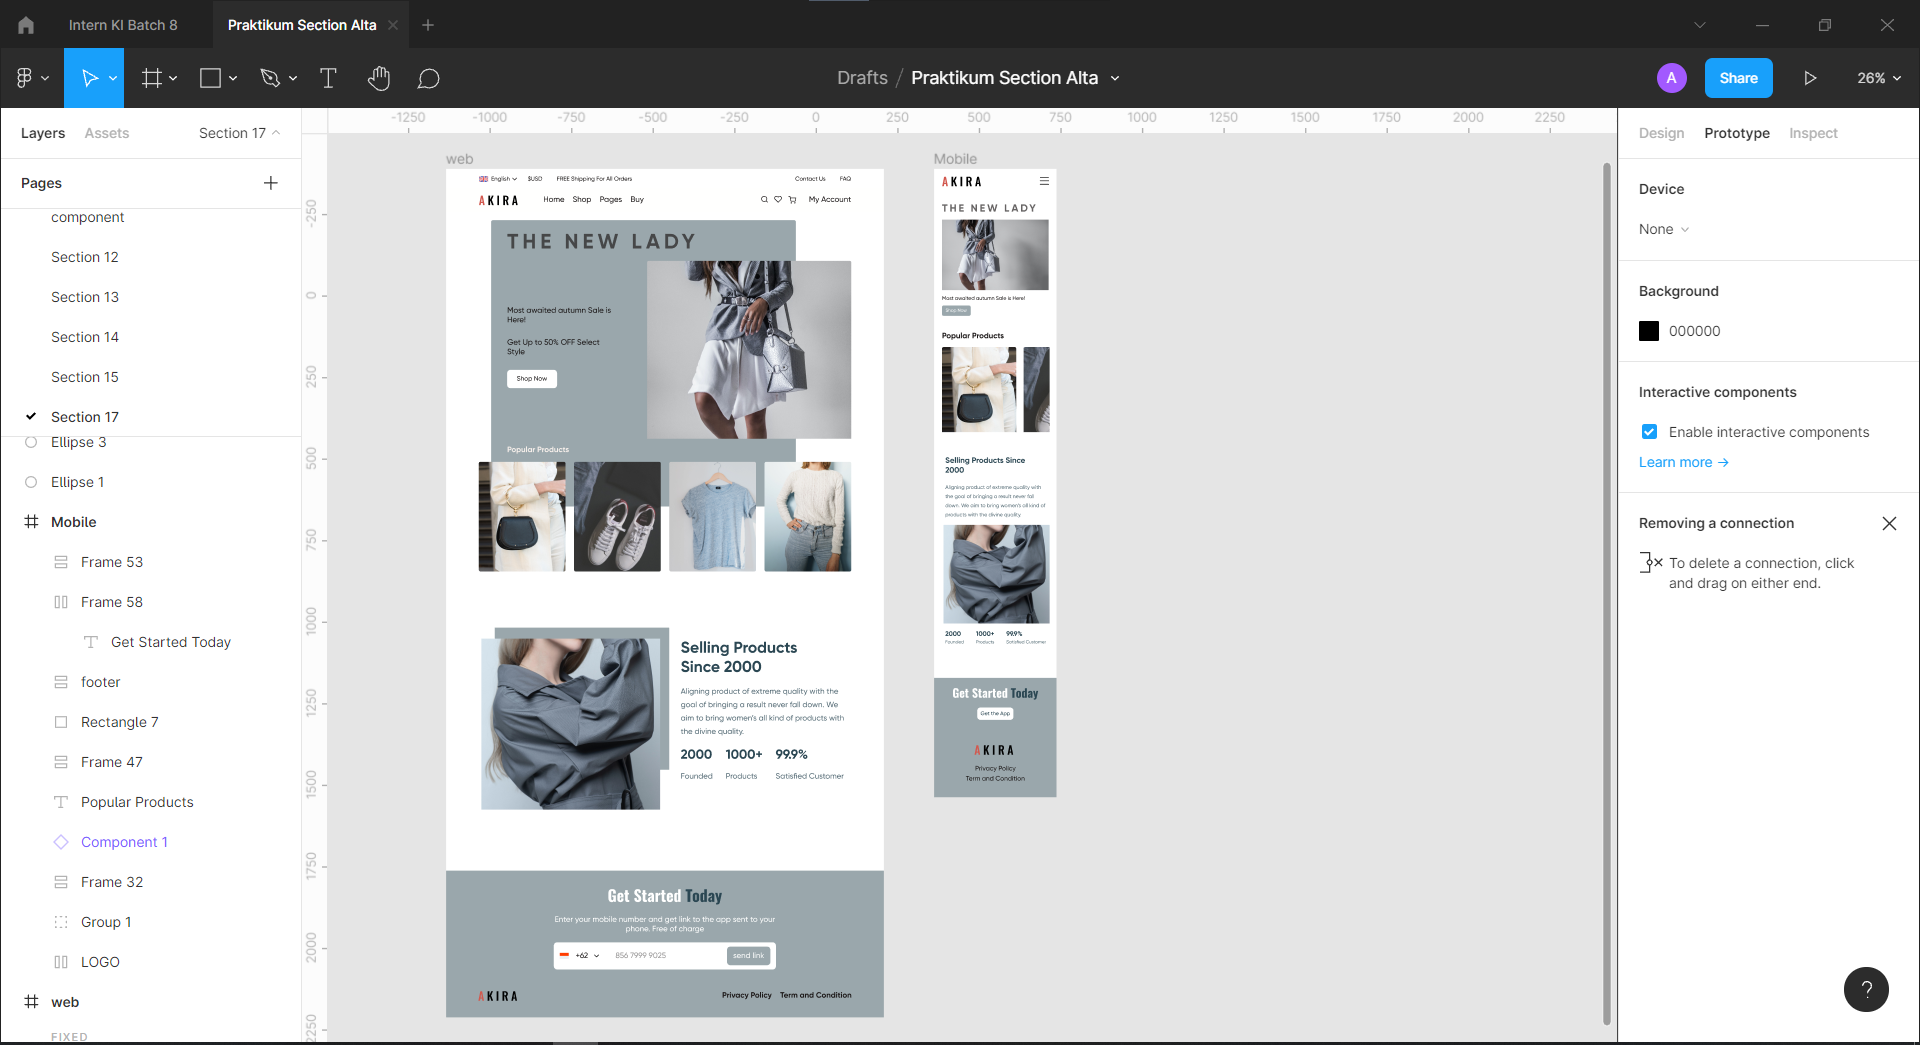 Intern KI Batch 8
Praktikum Section Alta
Drafts / Praktikum Section Alta
A
Share
26%
Layers
Assets
Section 17
Pages
component
Section 12
Section 13
Section 14
Section 15
Section 17
Ellipse 3
Ellipse 1
Mobile
Frame 53
Frame 58
Get Started Today
footer
Rectangle 7
Frame 47
Popular Products
Component 1
Frame 32
Group 1
LOGO
web
FIXED
-1250 -1000 -750 -500 -250 0 250 500 750 1000 1250 1500 1750 2000 2250
-250
0
250
500
750
1000
1250
1500
1750
2000
2250
web
English $USD FREE Shipping For All Orders
Contact Us FAQ
AKIRA
Home Shop Pages Buy
My Account
THE NEW LADY
Most awaited autumn Sale is
Here!
Get Up to 50% OFF Select
Style
Shop Now
Popular Products
Selling Products
Since 2000
Aligning product of extreme quality with the
goal of bringing a result never fall down. We
aim to bring women's all kind of products with
the divine quality.
2000 1000+ 99.9%
Founded Products Satisfied Customer
Get Started Today
Enter your mobile number and get link to the app sent to your
phone. Free of charge
+62 856 7999 9025 send link
AKIRA
Privacy Policy Term and Condition
Mobile
AKIRA
THE NEW LADY
Most awaited autumn Sale is Here!
Shop Now
Popular Products
Selling Products Since
2000
Aligning product of extreme quality with
the goal of bringing a result never fall
down. We aim to bring women's all kind of
products with the divine quality
2000 1000+ 99.9%
Founded Products Satisfied Customer
Get Started Today
Get the App
AKIRA
Privacy Policy
Term and Condition
Design
Prototype
Inspect
Device
None
Background
000000
Interactive components
Enable interactive components
Learn more →
Removing a connection
To delete a connection, click
and drag on either end.
?